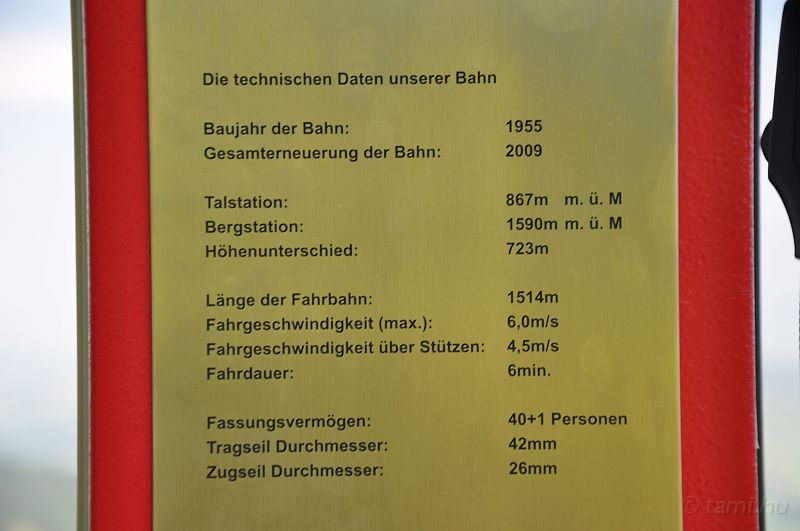 Die technischen Daten unserer Bahn
Baujahr der Bahn: 1955
Gesamterneuerung der Bahn: 2009
Talstation: 867m m. ü. M
Bergstation: 1590m m. ü. M
Höhenunterschied: 723m
Länge der Fahrbahn: 1514m
Fahrgeschwindigkeit (max.): 6,0m/s
Fahrgeschwindigkeit über Stützen: 4,5m/s
Fahrdauer: 6min.
Fassungsvermögen: 40+1 Personen
Tragseil Durchmesser: 42mm
Zugseil Durchmesser: 26mm
© tami.hu